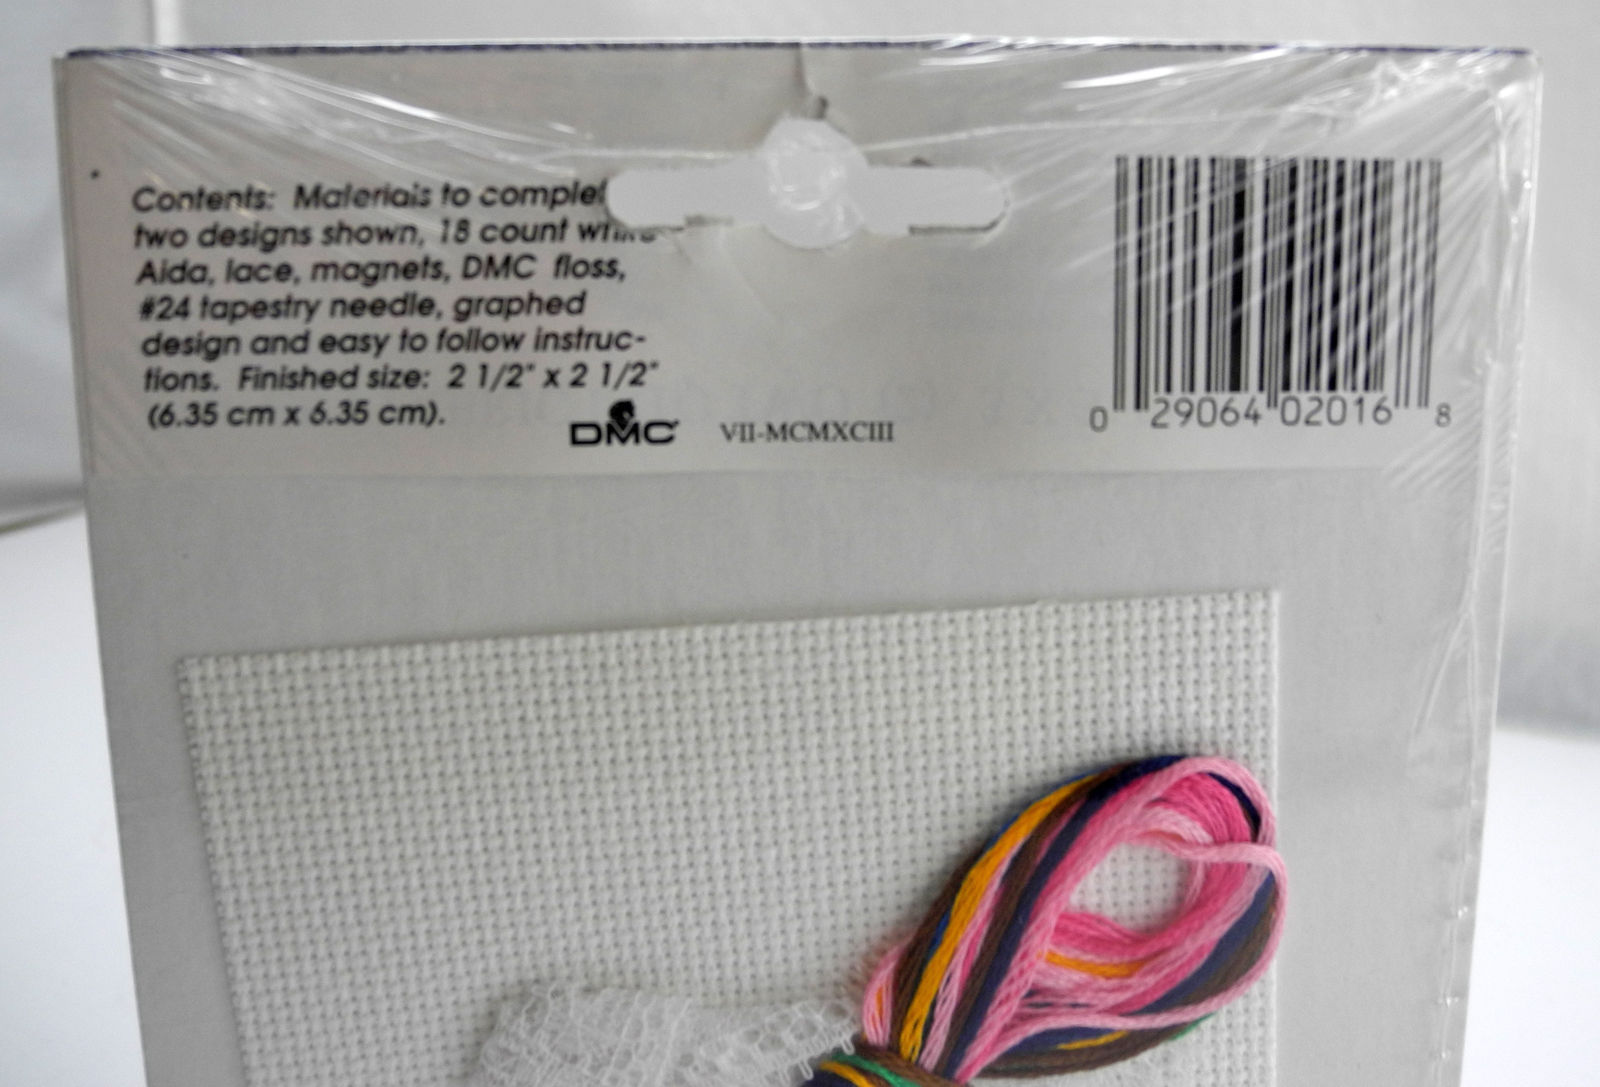 Contents: Materials to complet
two designs shown, 18 count white
Aida, lace, magnets, DMC floss,
#24 tapestry needle, graphed
design and easy to follow instruc-
tions. Finished size: 2 1/2" x 2 1/2"
(6.35 cm x 6.35 cm).
DMC VII-MCMXCIII
0 29064 02016 8